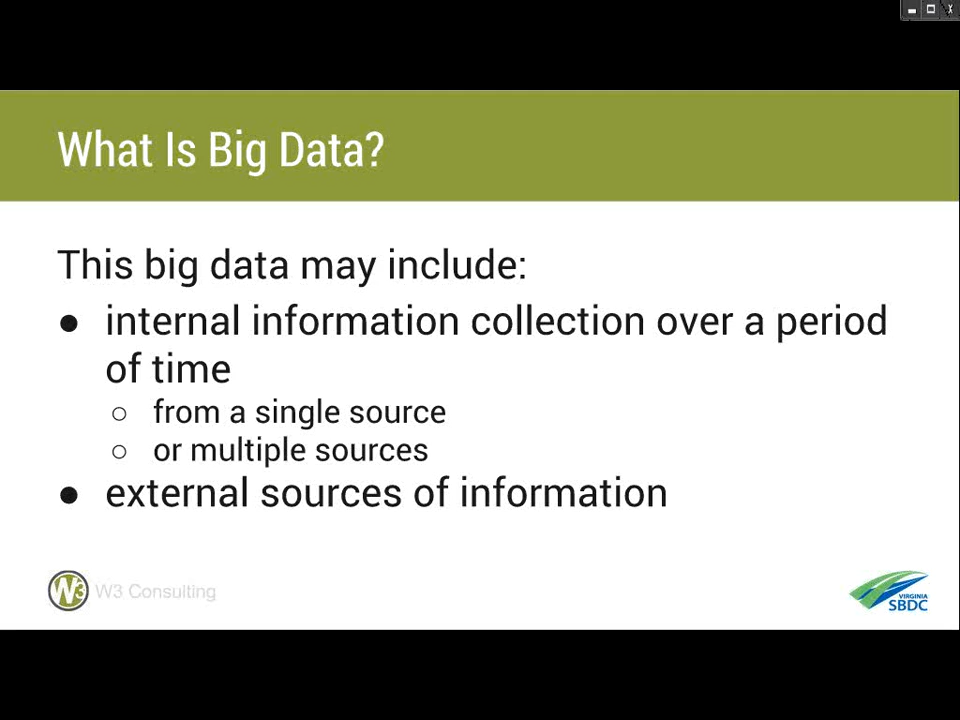 What Is Big Data?
This big data may include:
● internal information collection over a period
of time
○ from a single source
○ or multiple sources
● external sources of information
W3 W3 Consulting
VIRGINIA
SBDC